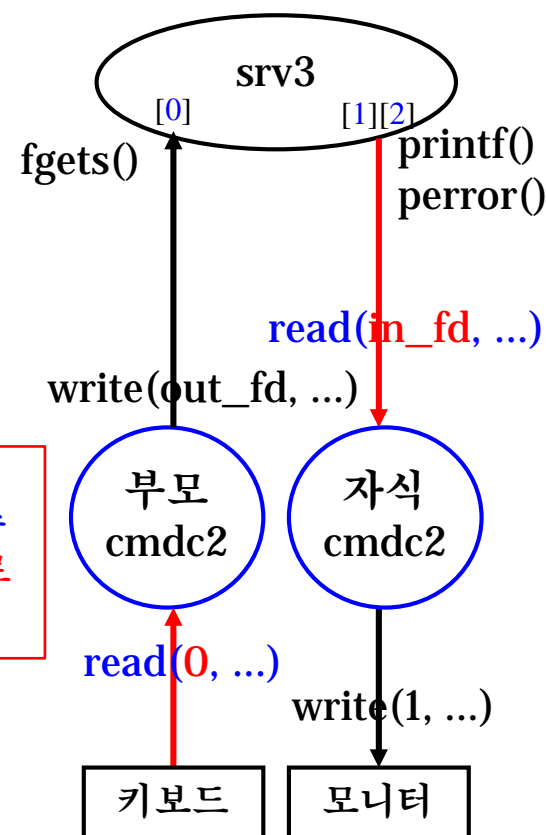 srv3
[0]
[1][2]
fgets()
printf()
perror()
read(in_fd, ...)
write(out_fd, ...)
부모
cmdc2
자식
cmdc2
read(0, ...)
write(1, ...)
키보드
모니터